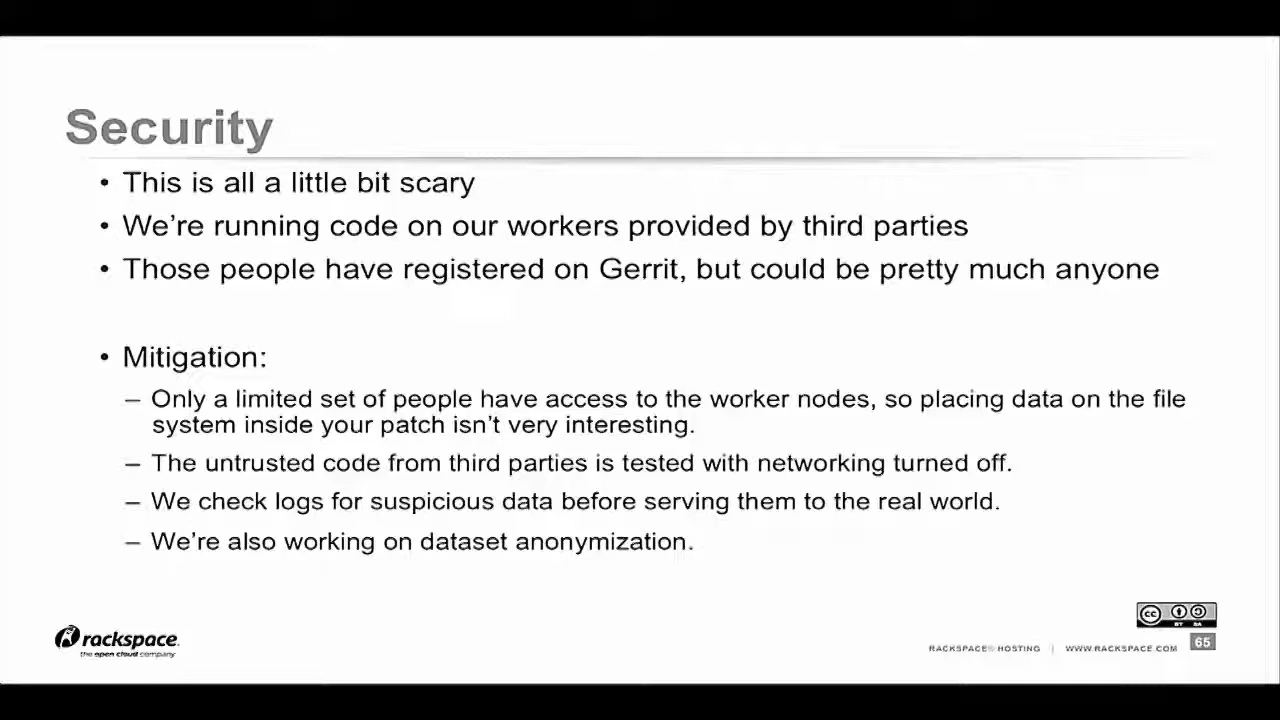 Security
• This is all a little bit scary
• We're running code on our workers provided by third parties
• Those people have registered on Gerrit, but could be pretty much anyone
• Mitigation:
– Only a limited set of people have access to the worker nodes, so placing data on the file
system inside your patch isn't very interesting.
– The untrusted code from third parties is tested with networking turned off.
– We check logs for suspicious data before serving them to the real world.
– We're also working on dataset anonymization.
cc BY SA
rackspace.
the open cloud company
RACKSPACE® HOSTING | WWW.RACKSPACE.COM 65